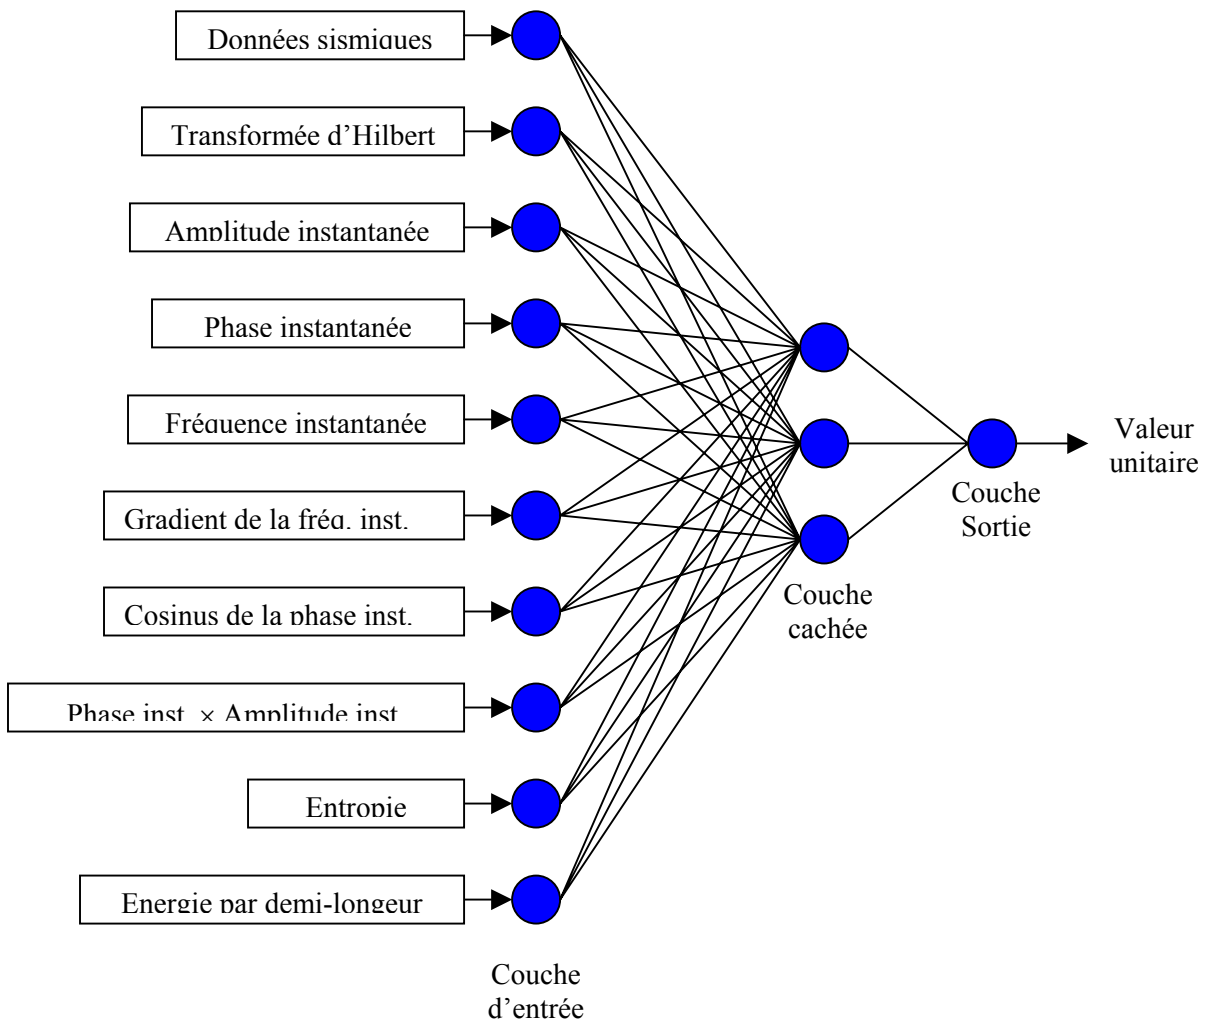 Données sismiques
Transformée d’Hilbert
Amplitude instantanée
Phase instantanée
Fréquence instantanée
Gradient de la fréq. inst.
Cosinus de la phase inst.
Phase inst. × Amplitude inst.
Entropie
Energie par demi-longeur
Couche
d’entrée
Couche
cachée
Couche
Sortie
Valeur
unitaire